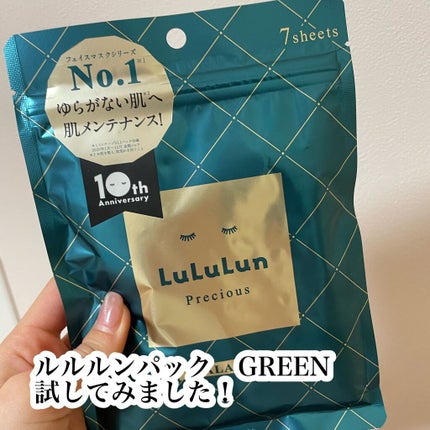 7sheets
フェイスマスクシリーズ
No.1
ゆらがない肌へ
肌メンテナンス!
10th
Anniversary
LuLuLun
Precious
ルルルンパック GREEN
試してみました!